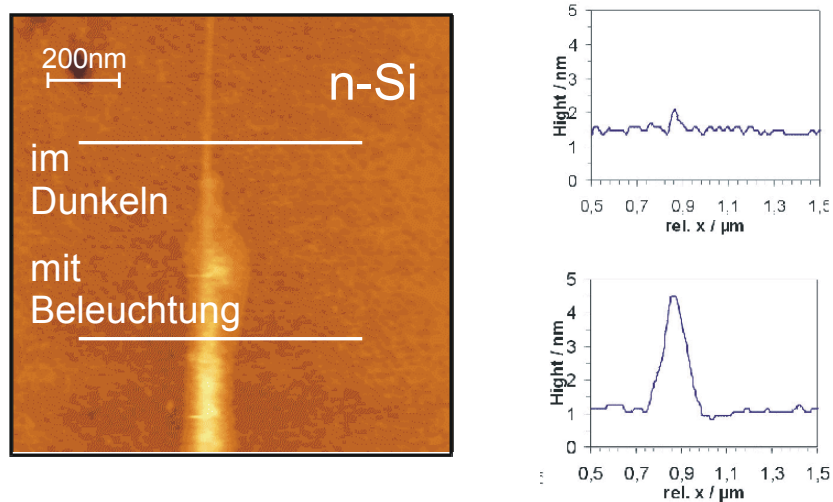 200nm
n-Si
im
Dunkeln
mit
Beleuchtung
Hight / nm
5
4
3
2
1
0
0,5 0,7 0,9 1,1 1,3 1,5
rel. x / µm
Hight / nm
5
4
3
2
1
0
0,5 0,7 0,9 1,1 1,3 1,5
rel. x / µm